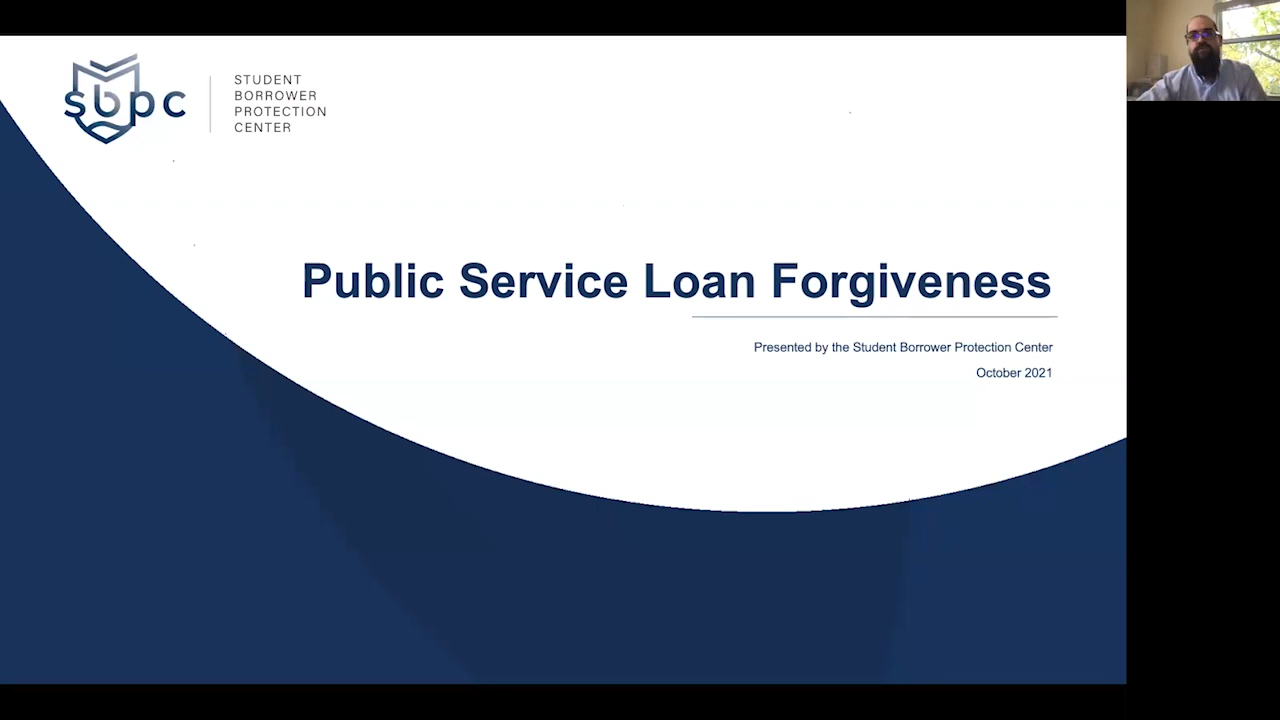 sbpc
STUDENT
BORROWER
PROTECTION
CENTER
Public Service Loan Forgiveness
Presented by the Student Borrower Protection Center
October 2021